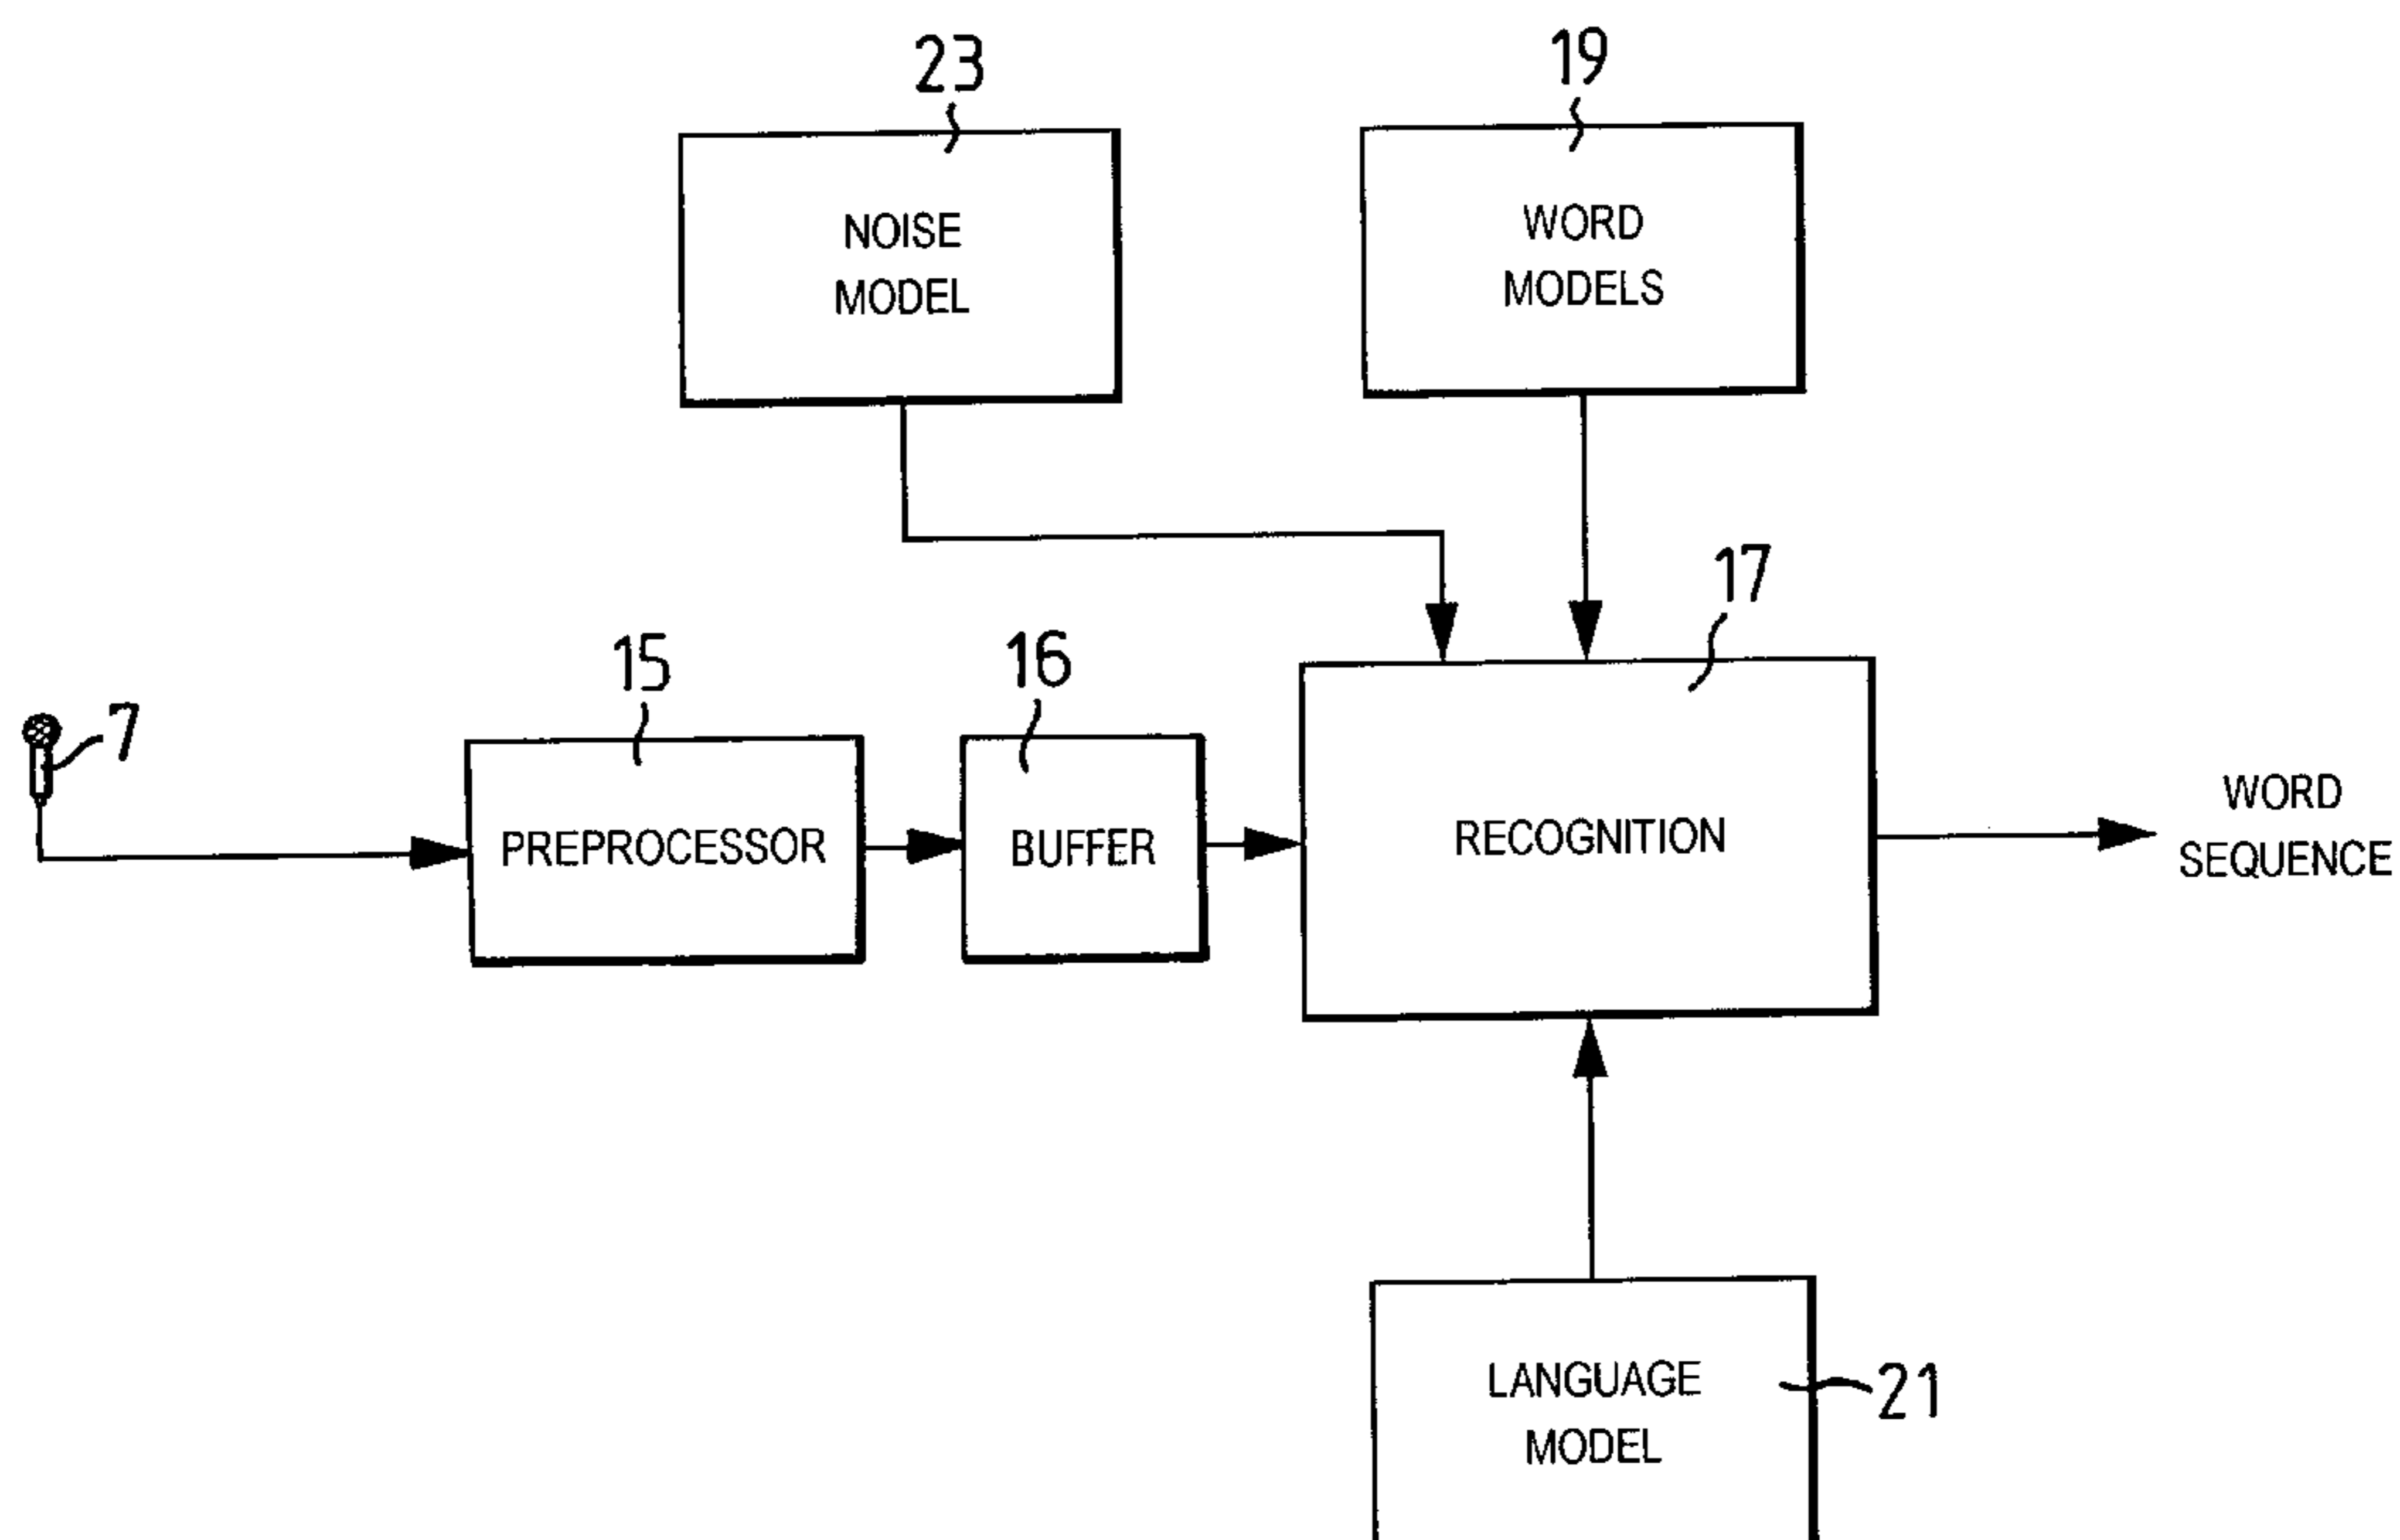 23
19
NOISE
MODEL
WORD
MODELS
17
15
16
7
PREPROCESSOR
BUFFER
RECOGNITION
WORD
SEQUENCE
LANGUAGE
MODEL
21